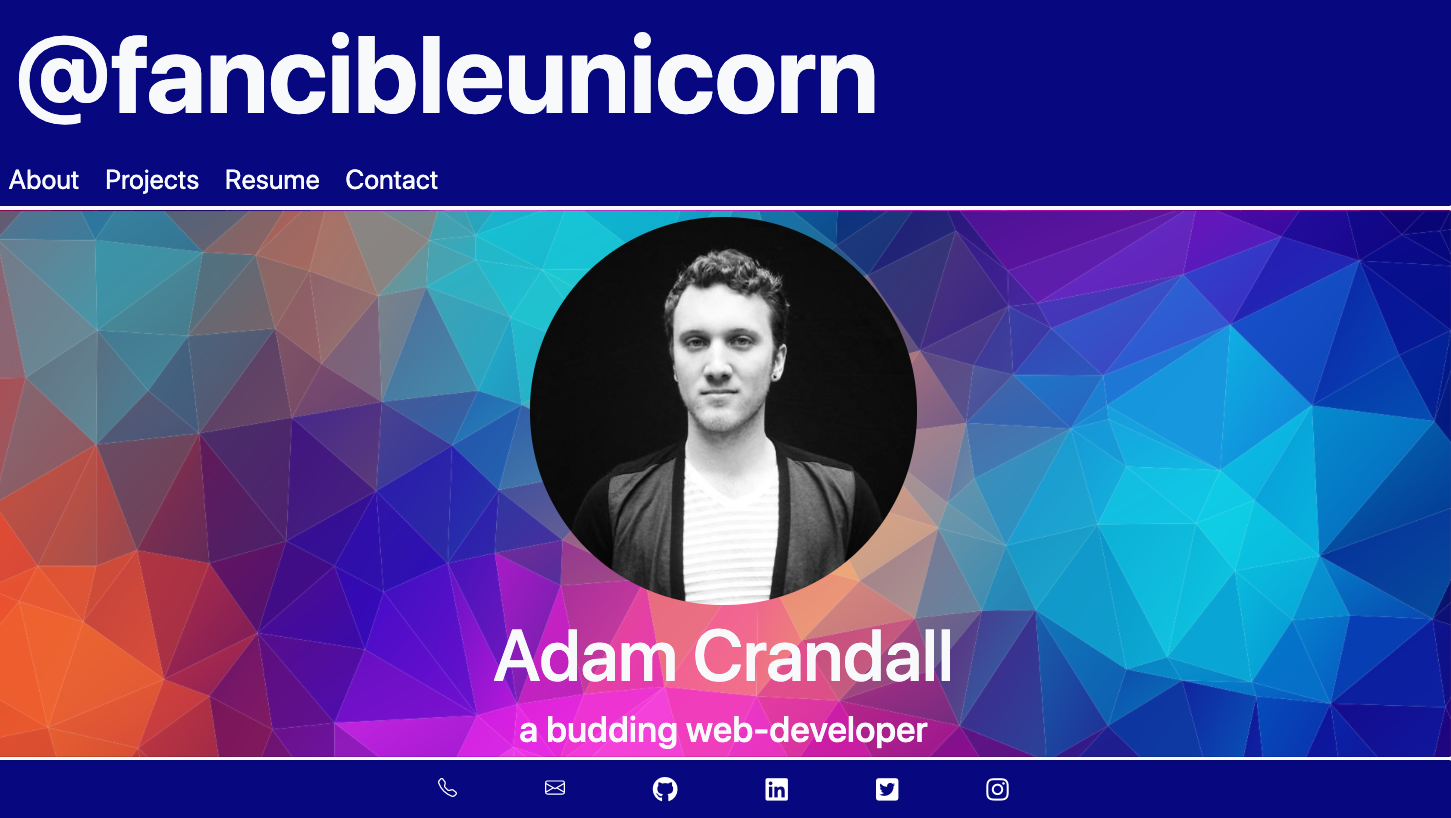 @fancibleunicorn
About Projects Resume Contact
Adam Crandall
a budding web-developer